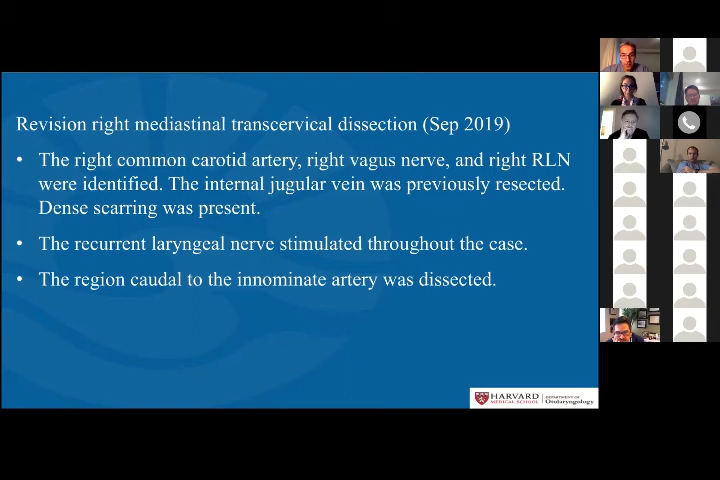 Revision right mediastinal transcervical dissection (Sep 2019)
• The right common carotid artery, right vagus nerve, and right RLN
were identified. The internal jugular vein was previously resected.
Dense scarring was present.
• The recurrent laryngeal nerve stimulated throughout the case.
• The region caudal to the innominate artery was dissected.
HARVARD
MEDICAL SCHOOL
DEPARTMENT OF
Otolaryngology